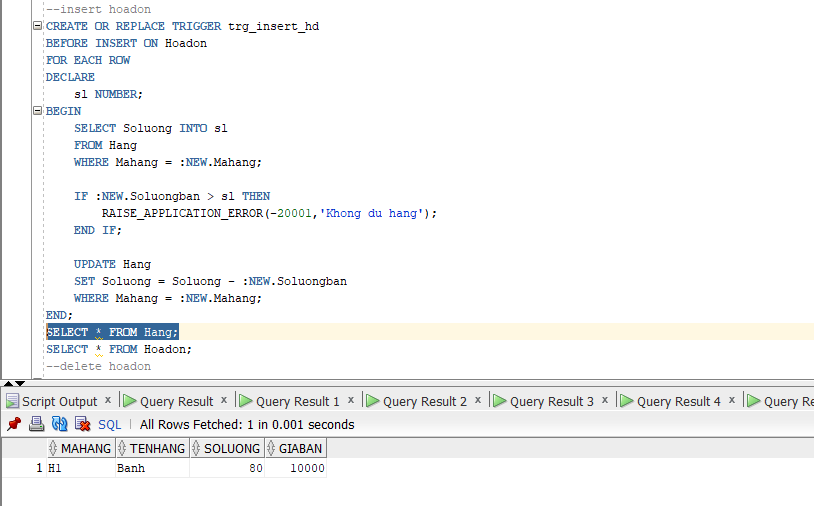 --insert hoadon
CREATE OR REPLACE TRIGGER trg_insert_hd
BEFORE INSERT ON Hoadon
FOR EACH ROW
DECLARE
    sl NUMBER;
BEGIN
    SELECT Soluong INTO sl
    FROM Hang
    WHERE Mahang = :NEW.Mahang;
    IF :NEW.Soluongban > sl THEN
        RAISE_APPLICATION_ERROR(-20001,'Khong du hang');
    END IF;
    UPDATE Hang
    SET Soluong = Soluong - :NEW.Soluongban
    WHERE Mahang = :NEW.Mahang;
END;
SELECT * FROM Hang;
SELECT * FROM Hoadon;
--delete hoadon
Script Output x Query Result x Query Result 1 x Query Result 2 x Query Result 3 x Query Result 4 x Query Re
SQL | All Rows Fetched: 1 in 0.001 seconds
MAHANG TENHANG SOLUONG GIABAN
1 H1 Banh 80 10000